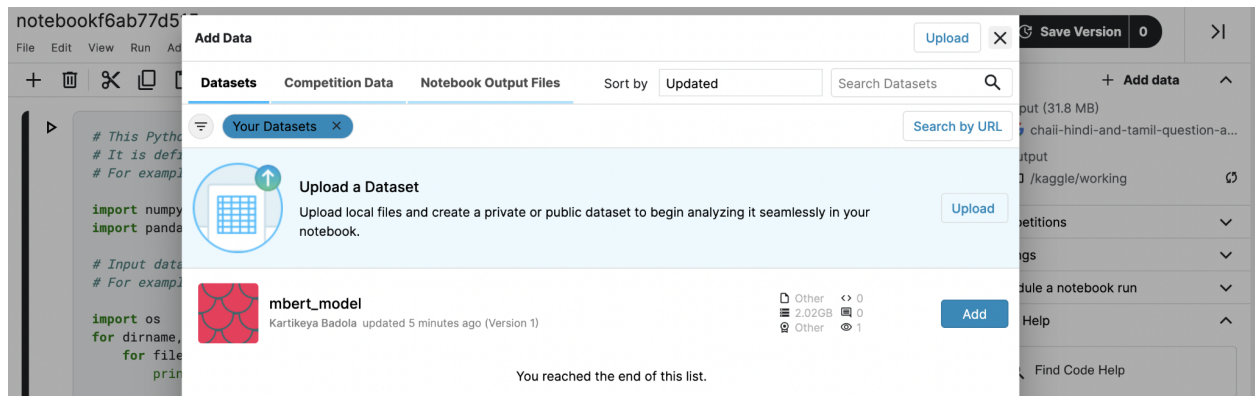 notebookf6ab77d5
File Edit View Run Ad
Save Version 0
Add Data
Upload
Datasets Competition Data Notebook Output Files Sort by Updated Search Datasets
+ Add data
Your Datasets ×
Search by URL
put (31.8 MB)
chaii-hindi-and-tamil-question-a...
utput
/kaggle/working
# This Pytho
# It is defi
# For exampl
import numpy
import panda
# Input data
# For exampl
import os
for dirname,
for file
prin
Upload a Dataset
Upload local files and create a private or public dataset to begin analyzing it seamlessly in your
notebook.
Upload
petitions
ngs
dule a notebook run
Help
Find Code Help
mbert_model
Kartikeya Badola updated 5 minutes ago (Version 1)
Other <> 0
2.02GB 0
Other 1
Add
You reached the end of this list.